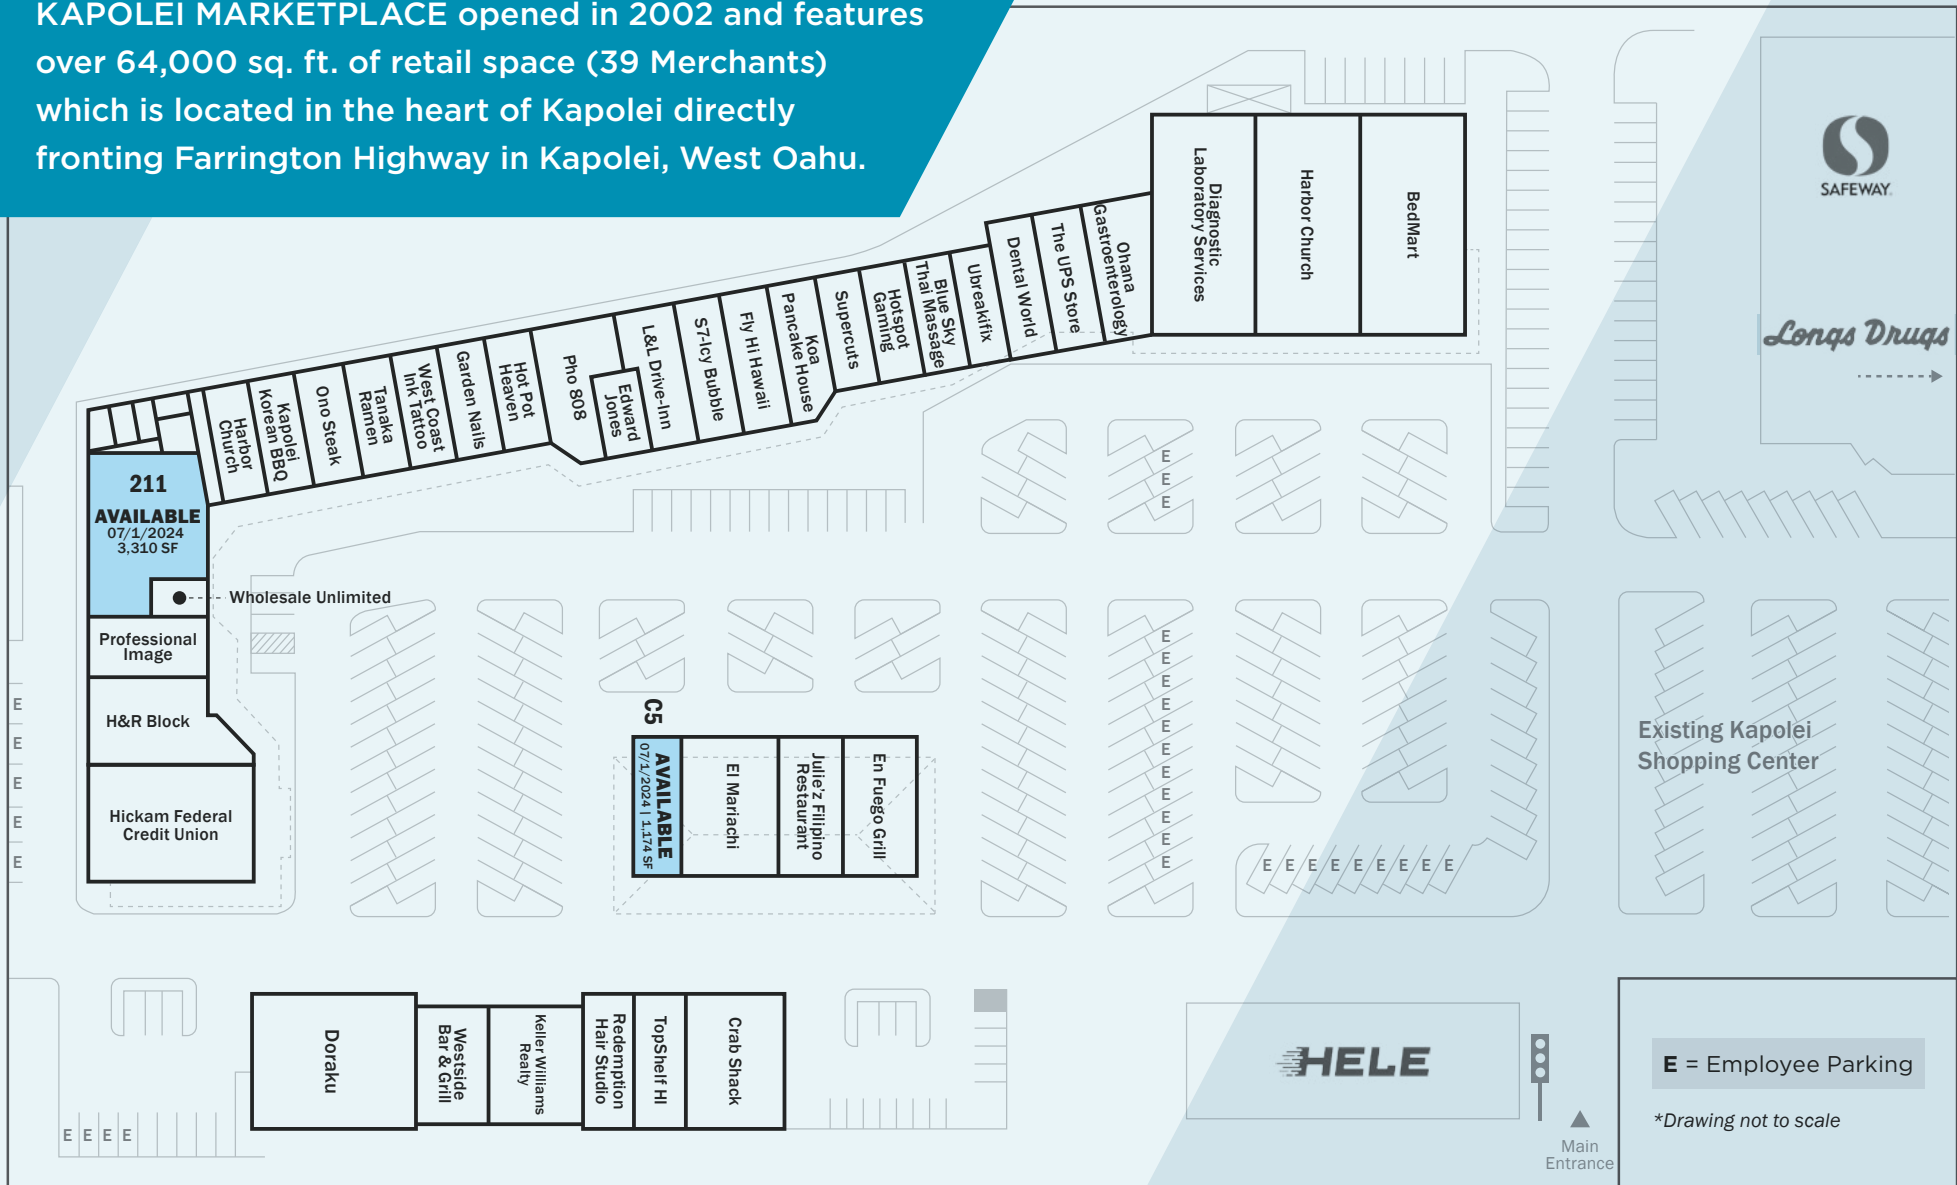 KAPOLEI MARKETPLACE opened in 2002 and features
over 64,000 sq. ft. of retail space (39 Merchants)
which is located in the heart of Kapolei directly
fronting Farrington Highway in Kapolei, West Oahu.
SAFEWAY
Longs Drugs
Diagnostic
Laboratory Services
Harbor Church
BedMart
Ohana
Gastroenterology
The UPS Store
Dental World
Ubreakifix
Blue Sky
Thai Massage
Hotspot
Gaming
Supercuts
Koa
Pancake House
Fly Hi Hawaii
S7-Icy Bubble
L&L Drive-Inn
Edward
Jones
Pho 808
Hot Pot
Heaven
Garden Nails
West Coast
Ink Tattoo
Tanaka
Ramen
Ono Steak
Kapolei
Korean BBQ
Harbor
Church
211
AVAILABLE
07/1/2024
3,310 SF
Wholesale Unlimited
Professional
Image
H&R Block
Hickam Federal
Credit Union
E
E
E
E
E
E
E
E
C5
AVAILABLE
07/1/2024 | 1,174 SF
El Mariachi
Julie'z Filipino
Restaurant
En Fuego Grill
E
E
E
E
E
E
E
E
E
E
E
E E E E E E E E E
Existing Kapolei
Shopping Center
Doraku
Westside
Bar & Grill
Keller Williams
Realty
Redemption
Hair Studio
TopShelf HI
Crab Shack
E E E E
HELE
Main
Entrance
E = Employee Parking
*Drawing not to scale